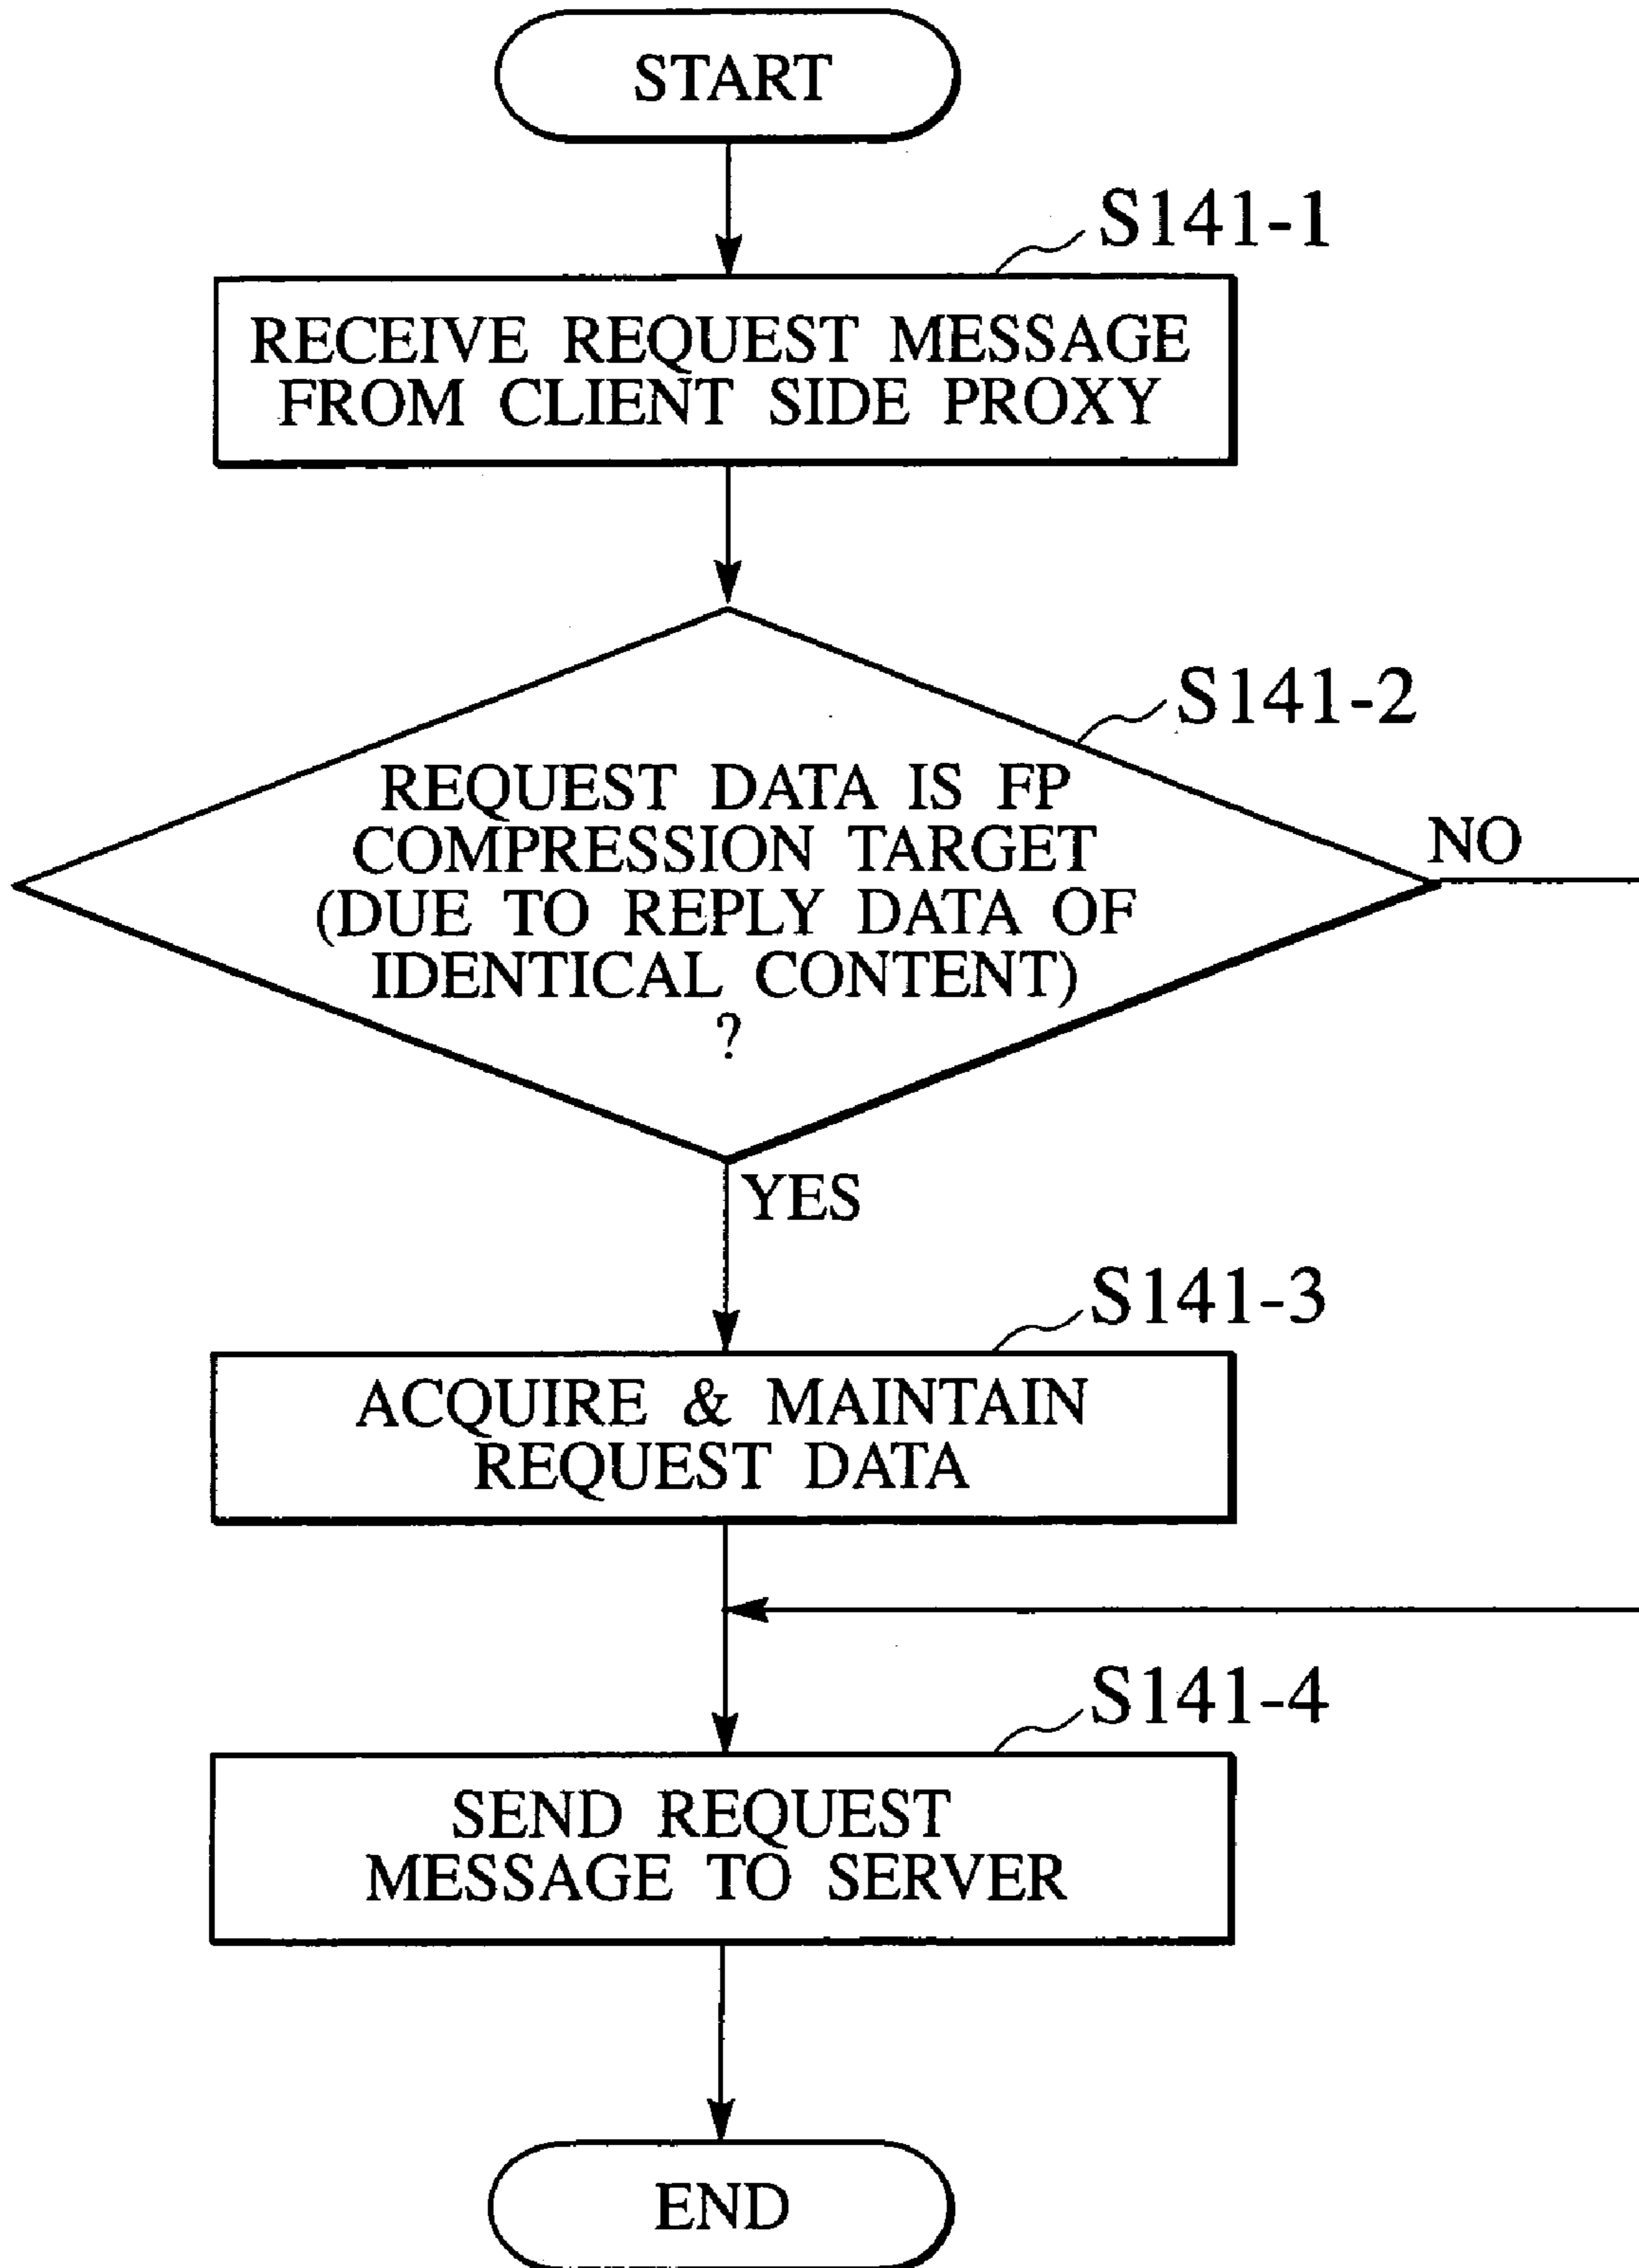 START
S141-1
RECEIVE REQUEST MESSAGE
FROM CLIENT SIDE PROXY
S141-2
REQUEST DATA IS FP
COMPRESSION TARGET
(DUE TO REPLY DATA OF
IDENTICAL CONTENT)
?
NO
YES
S141-3
ACQUIRE & MAINTAIN
REQUEST DATA
S141-4
SEND REQUEST
MESSAGE TO SERVER
END